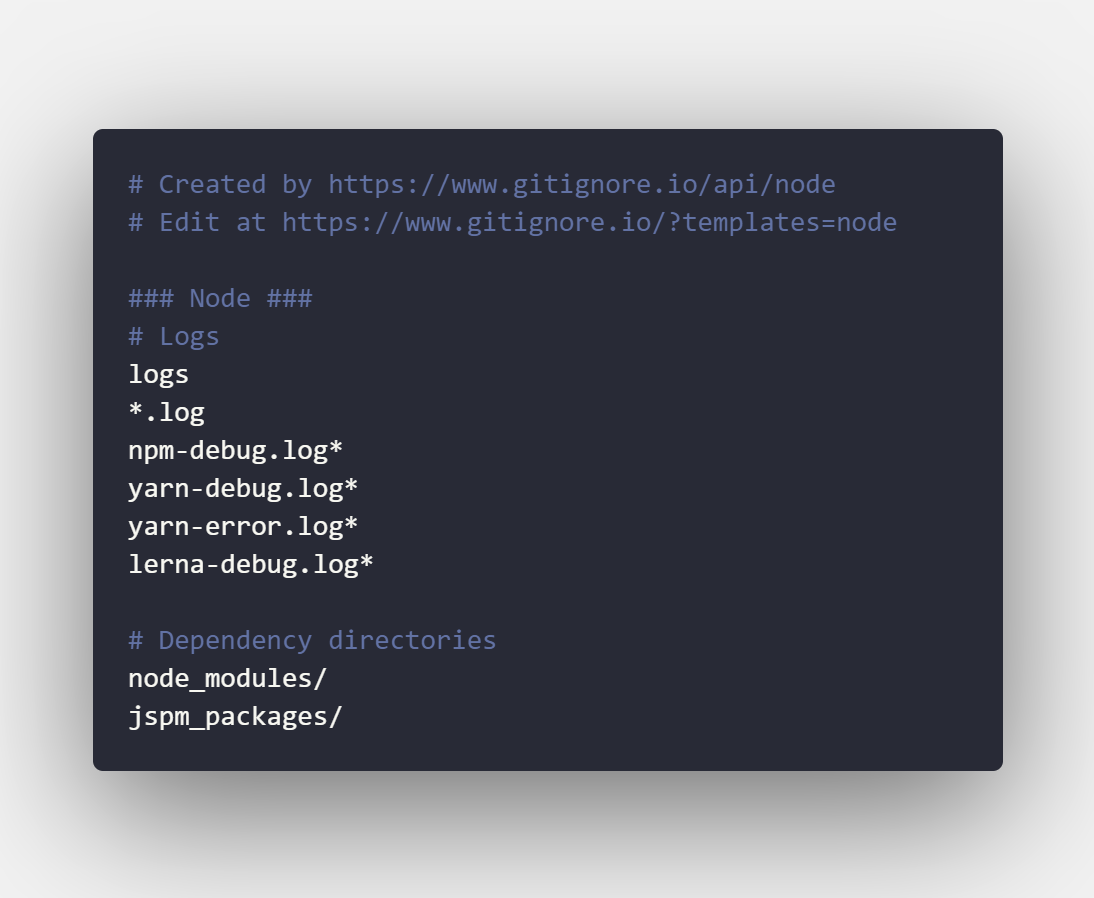 # Created by https://www.gitignore.io/api/node
# Edit at https://www.gitignore.io/?templates=node
### Node ###
# Logs
logs
*.log
npm-debug.log*
yarn-debug.log*
yarn-error.log*
lerna-debug.log*
# Dependency directories
node_modules/
jspm_packages/